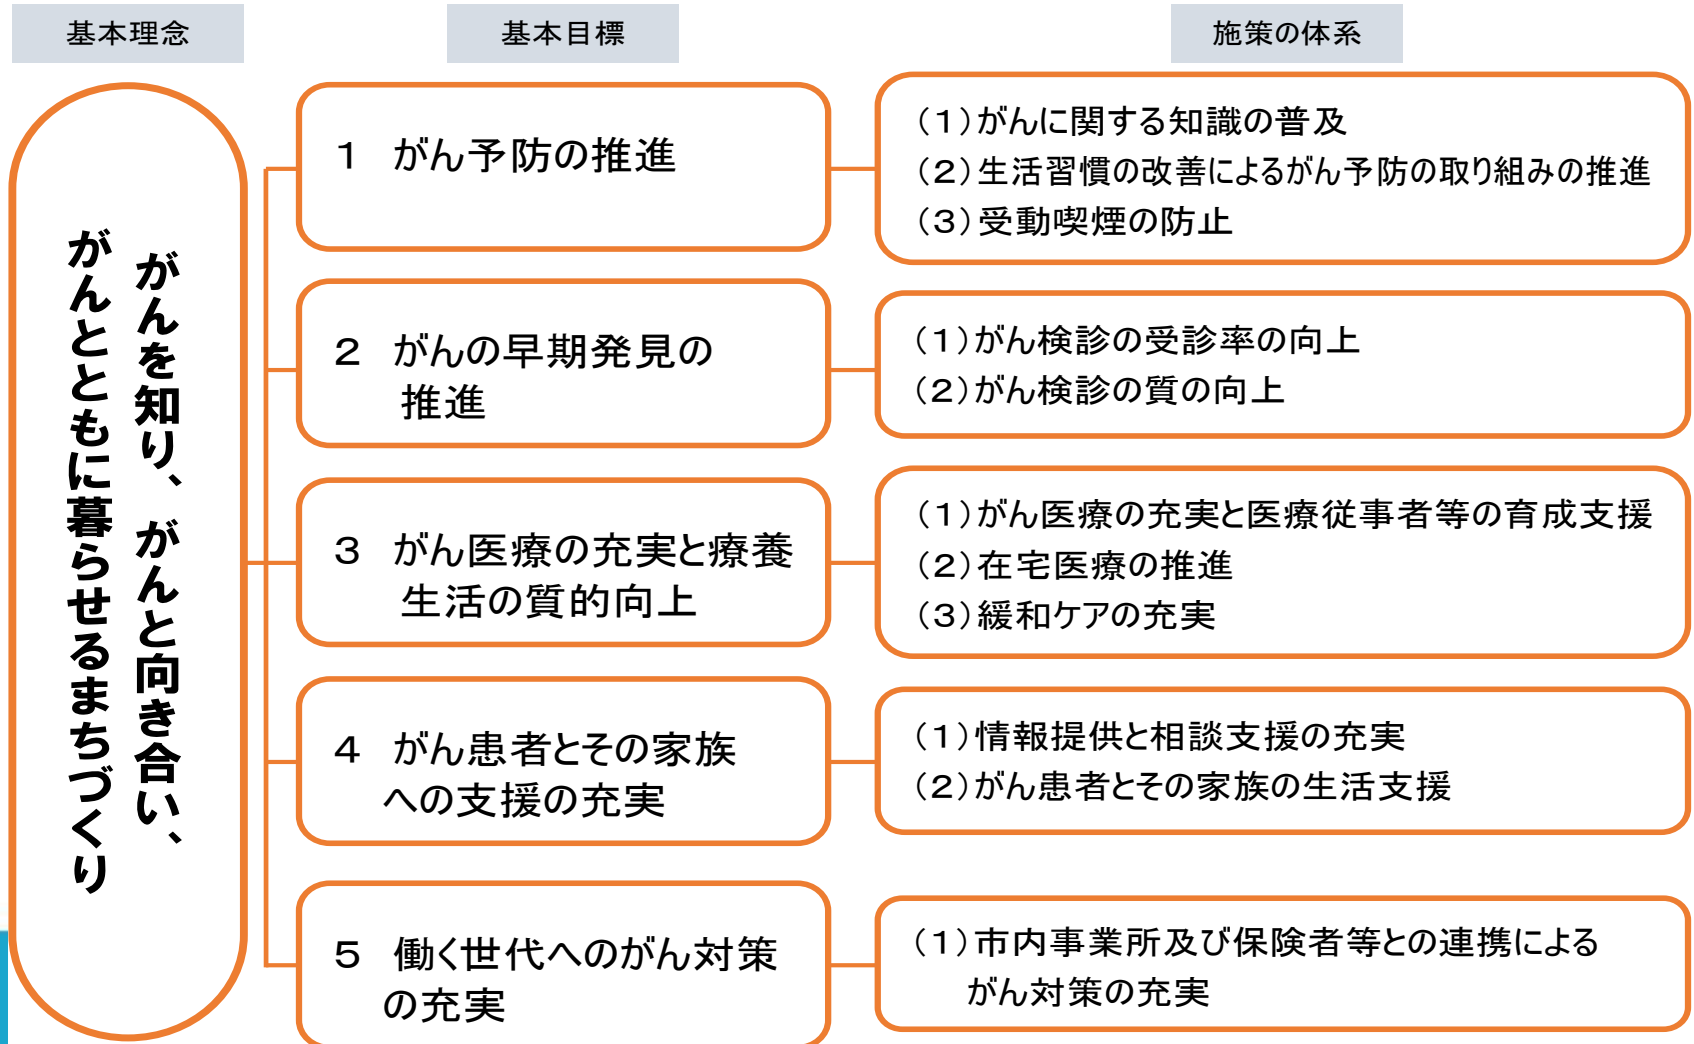 基本理念
基本目標
施策の体系
がんを知り、がんと向き合い、
がんとともに暮らせるまちづくり
1 がん予防の推進
(1)がんに関する知識の普及
(2)生活習慣の改善によるがん予防の取り組みの推進
(3)受動喫煙の防止
2 がんの早期発見の
推進
(1)がん検診の受診率の向上
(2)がん検診の質の向上
3 がん医療の充実と療養
生活の質的向上
(1)がん医療の充実と医療従事者等の育成支援
(2)在宅医療の推進
(3)緩和ケアの充実
4 がん患者とその家族
への支援の充実
(1)情報提供と相談支援の充実
(2)がん患者とその家族の生活支援
5 働く世代へのがん対策
の充実
(1)市内事業所及び保険者等との連携による
がん対策の充実